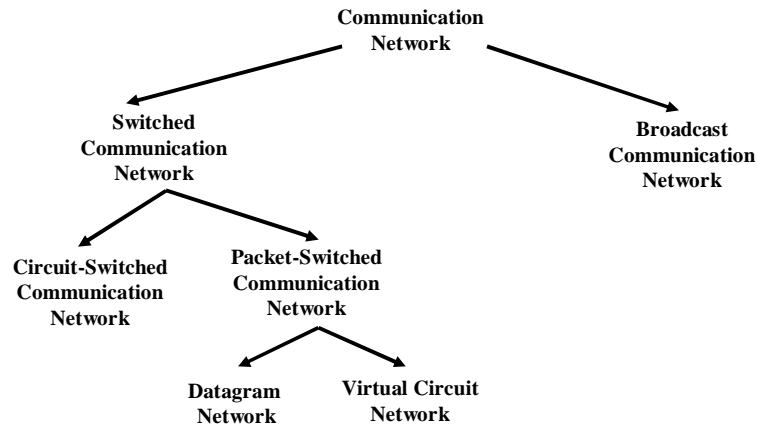 Communication
Network
Switched
Communication
Network
Broadcast
Communication
Network
Circuit-Switched
Communication
Network
Packet-Switched
Communication
Network
Datagram
Network
Virtual Circuit
Network